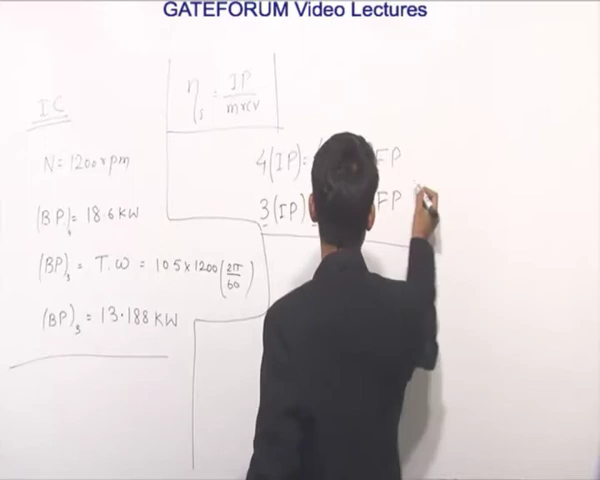 GATEFORUM Video Lectures
IC
N = 1200 rpm
(B.P)₄ = 18.6 KW
(BP)₃ = T.ω = 105 × 1200 (2π/60)
(BP)₃ = 13.188 KW
η = IP/m×cv
4(IP) = FP
3(IP) FP